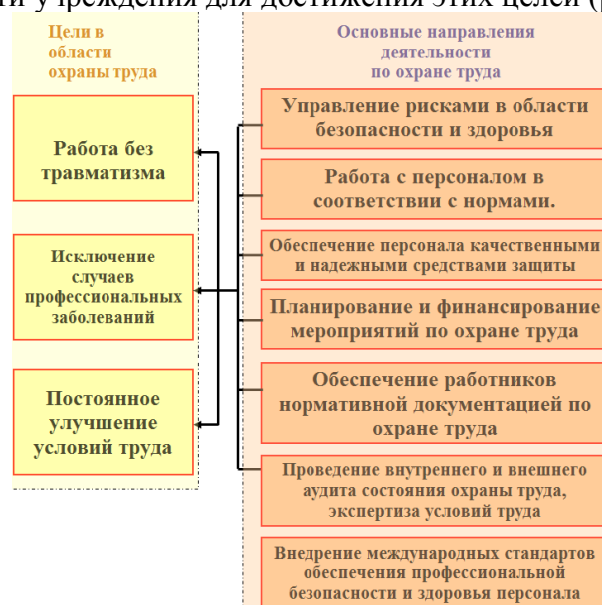 ти учреждения для достижения этих целей (
Цели в
области
охраны труда
Работа без
травматизма
Исключение
случаев
профессиональных
заболеваний
Постоянное
улучшение
условий труда
Основные направления
деятельности
по охране труда
Управление рисками в области
безопасности и здоровья
Работа с персоналом в
соответствии с нормами.
Обеспечение персонала качественными
и надежными средствами защиты
Планирование и финансирование
мероприятий по охране труда
Обеспечение работников
нормативной документацией по
охране труда
Проведение внутреннего и внешнего
аудита состояния охраны труда,
экспертиза условий труда
Внедрение международных стандартов
обеспечения профессиональной
безопасности и здоровья персонала